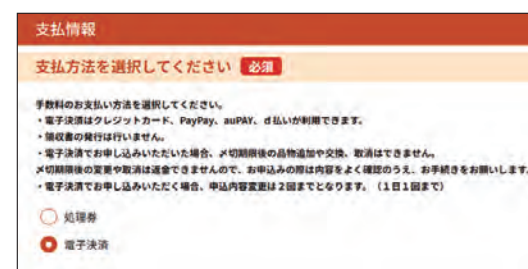 支払情報
支払方法を選択してください 必須
手数料のお支払い方法を選択してください。
・電子決済はクレジットカード、PayPay、auPAY、d払いが利用できます。
・領収書の発行は行いません。
・電子決済でお申し込みいただいた場合、〆切期限後の品物追加や交換、取消はできません。
〆切期限後の変更や取消は返金できませんので、お申込みの際は内容をよく確認のうえ、お手続きをお願いします。
・電子決済でお申し込みいただく場合、申込内容変更は2回までとなります。（1日1回まで）
処理券
電子決済